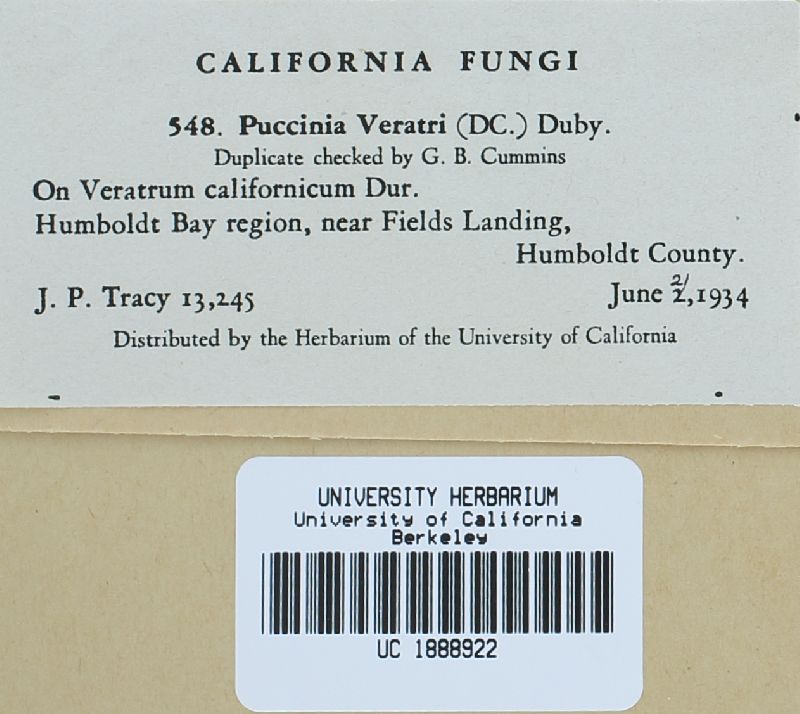 CALIFORNIA FUNGI
548. Puccinia Veratri (DC.) Duby.
Duplicate checked by G. B. Cummins
On Veratrum californicum Dur.
Humboldt Bay region, near Fields Landing,
Humboldt County.
J. P. Tracy 13,245
June 21, 1934
Distributed by the Herbarium of the University of California
UNIVERSITY HERBARIUM
University of California
Berkeley
UC 1888922